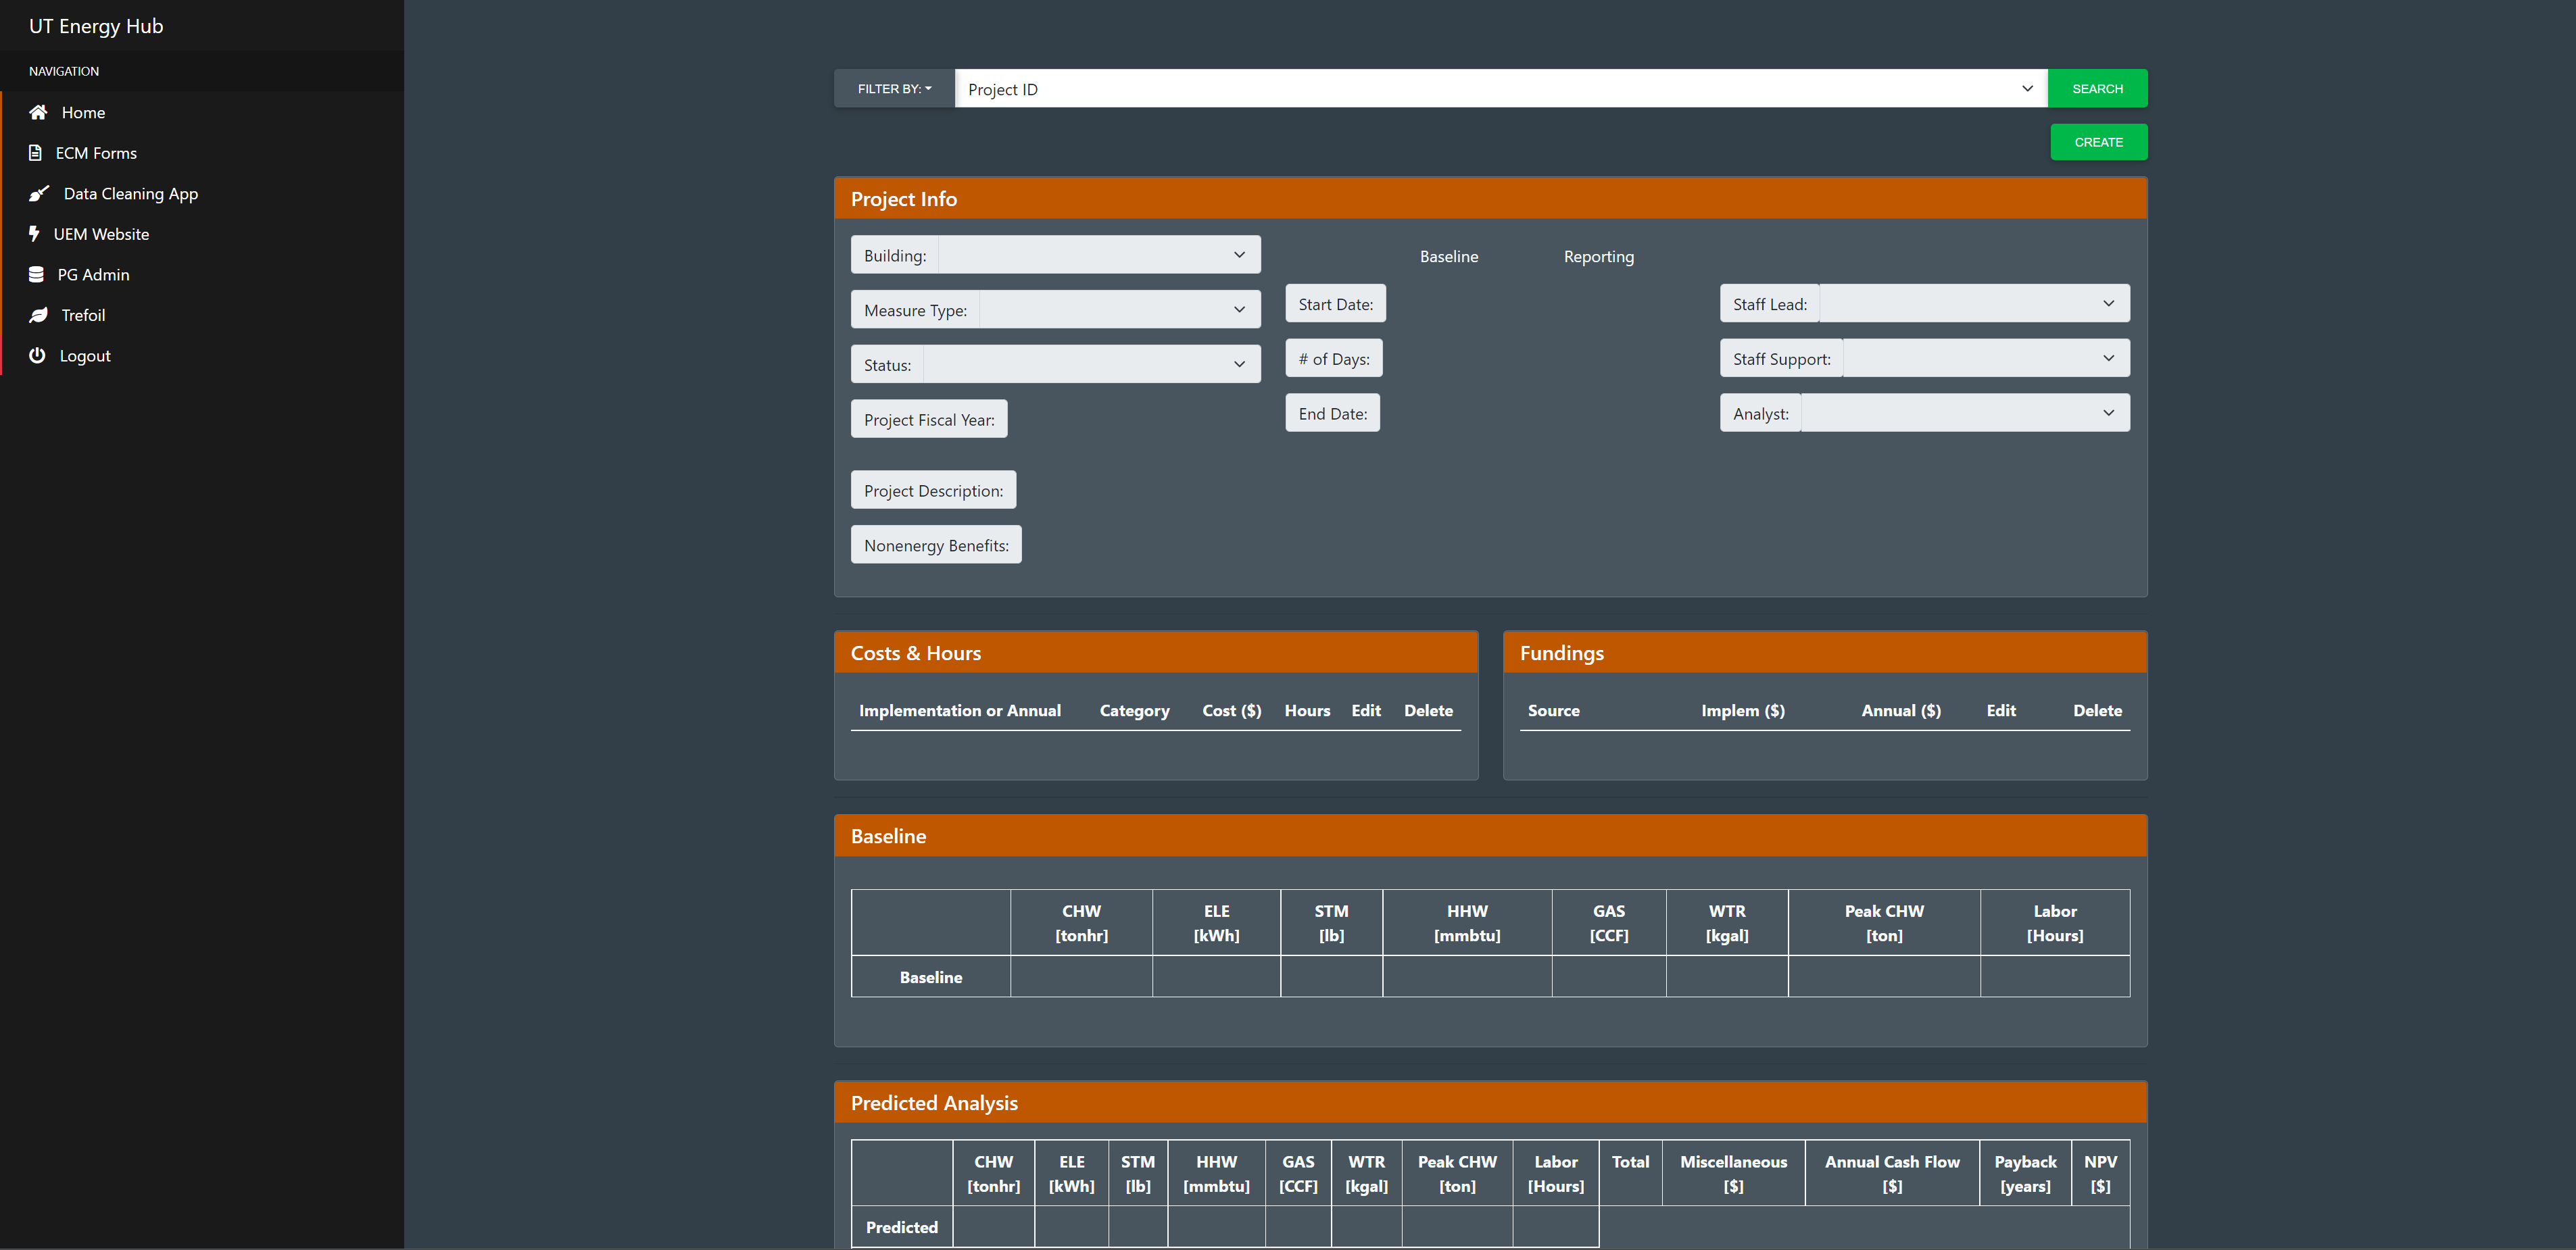 UT Energy Hub
NAVIGATION
Home
ECM Forms
Data Cleaning App
UEM Website
PG Admin
Trefoil
Logout
FILTER BY: Project ID SEARCH
CREATE
Project Info
Building:
Measure Type:
Status:
Project Fiscal Year:
Baseline Reporting
Start Date:
# of Days:
End Date:
Staff Lead:
Staff Support:
Analyst:
Project Description:
Nonenergy Benefits:
Costs & Hours
Implementation or Annual Category Cost ($) Hours Edit Delete
Fundings
Source Implem ($) Annual ($) Edit Delete
Baseline
CHW ELE STM HHW GAS WTR Peak CHW Labor
[tonhr] [kWh] [lb] [mmbtu] [CCF] [kgal] [ton] [Hours]
Baseline
Predicted Analysis
CHW ELE STM HHW GAS WTR Peak CHW Labor Total Miscellaneous Annual Cash Flow Payback NPV
[tonhr] [kWh] [lb] [mmbtu] [CCF] [kgal] [ton] [Hours] [$] [$] [years] [$]
Predicted